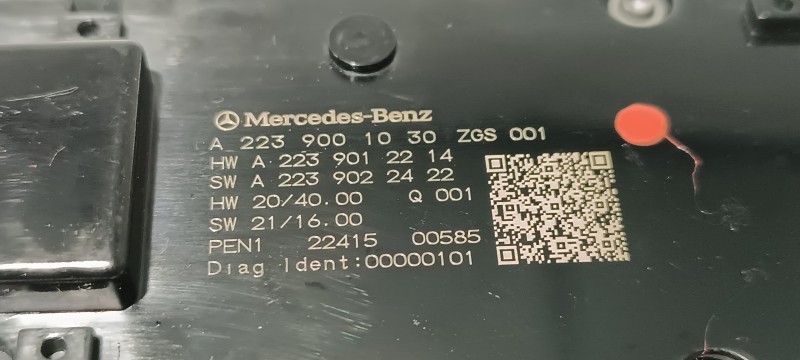 Mercedes-Benz
A 223 900 10 30 ZGS 001
HW A 223 901 22 14
SW A 223 902 24 22
HW 20/40.00 Q 001
SW 21/16.00
PEN1 22415 00585
Diag Ident:00000101